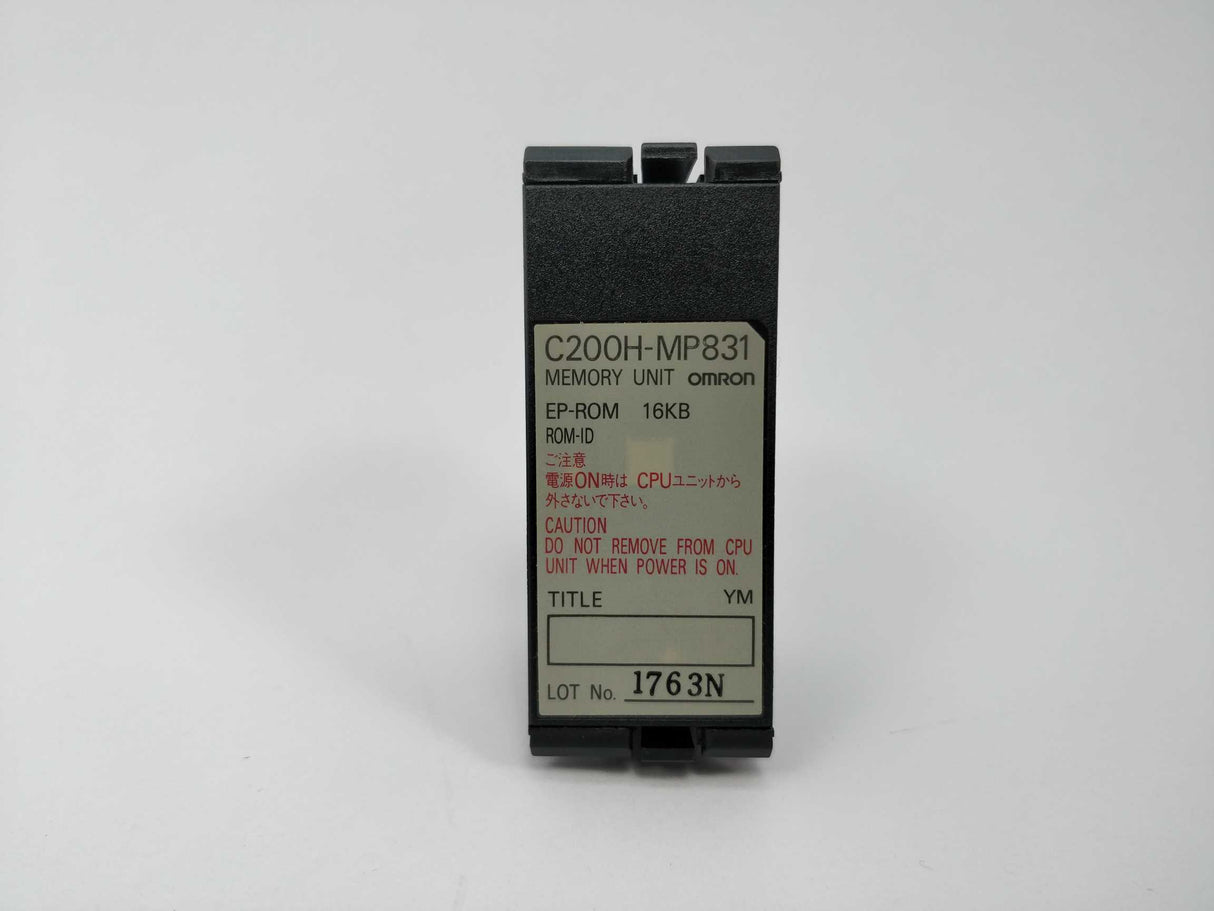 C200H-MP831
MEMORY UNIT OMRON
EP-ROM 16KB
ROM-ID
ご注意
電源ON時は CPUユニットから
外さないで下さい。
CAUTION
DO NOT REMOVE FROM CPU
UNIT WHEN POWER IS ON.
TITLE YM
LOT No. 1763N